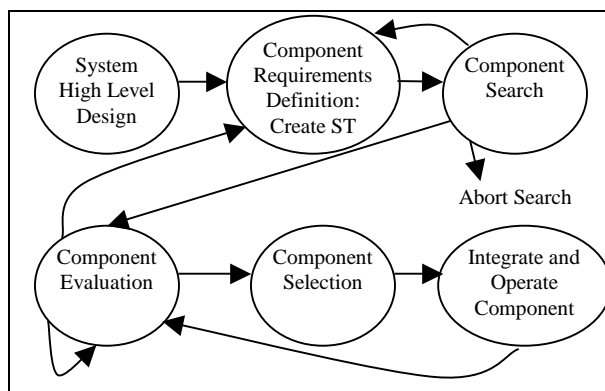 System
High Level
Design
Component
Requirements
Definition:
Create ST
Component
Search
Abort Search
Component
Evaluation
Component
Selection
Integrate and
Operate
Component